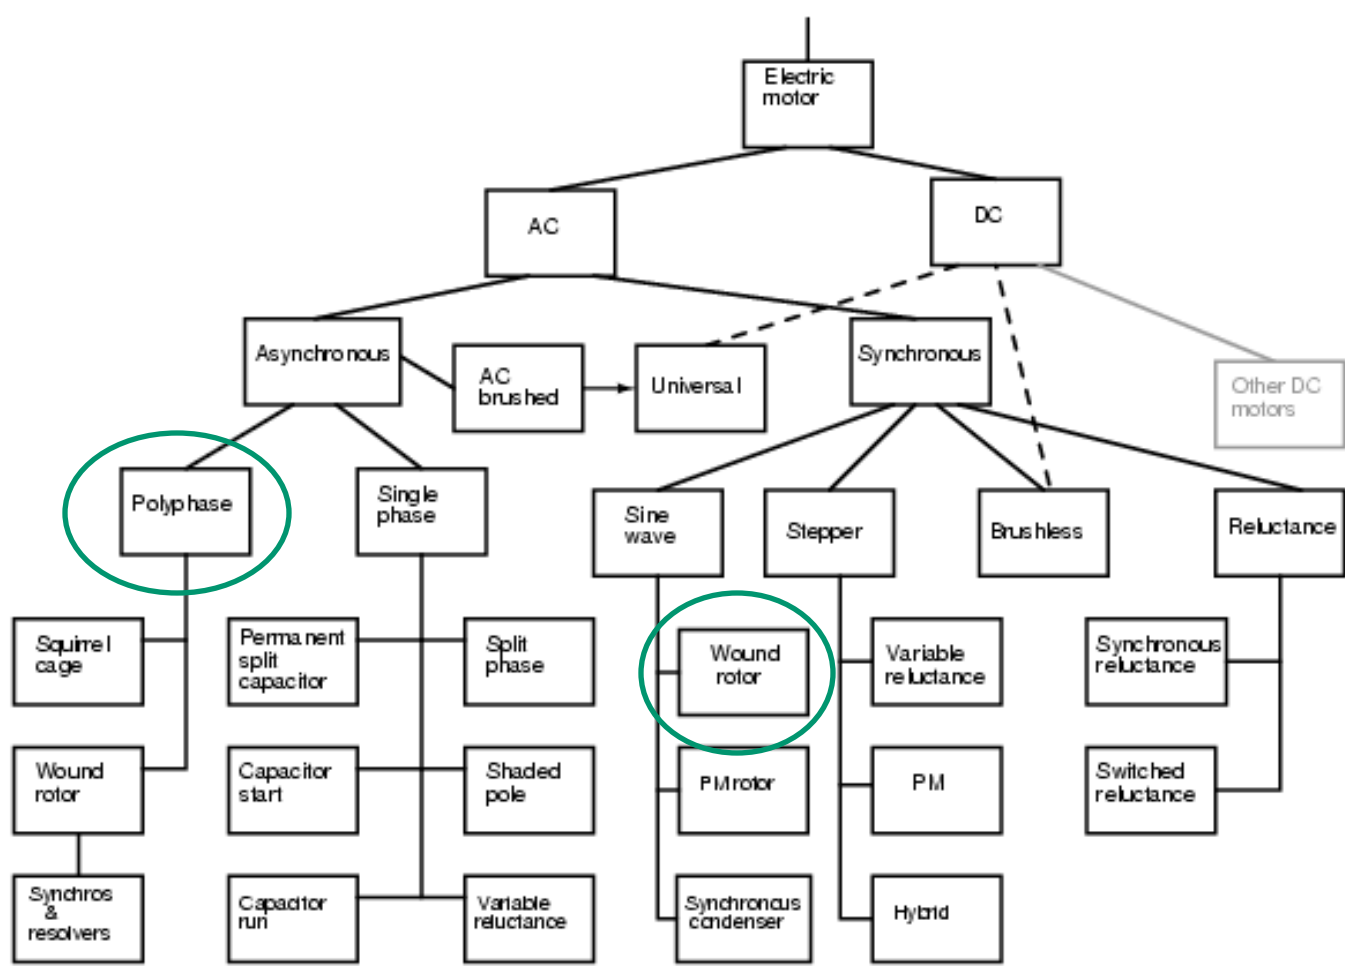 Electric
motor
AC
DC
Asynchronous
AC
brushed
Universal
Synchronous
Other DC
motors
Polyphase
Single
phase
Sine
wave
Stepper
Brushless
Reluctance
Squirrel
cage
Permanent
split
capacitor
Split
phase
Wound
rotor
Variable
reluctance
Synchronous
reluctance
Wound
rotor
Capacitor
start
Shaded
pole
PM rotor
PM
Switched
reluctance
Synchros
&
resolvers
Capacitor
run
Variable
reluctance
Synchronous
condenser
Hybrid